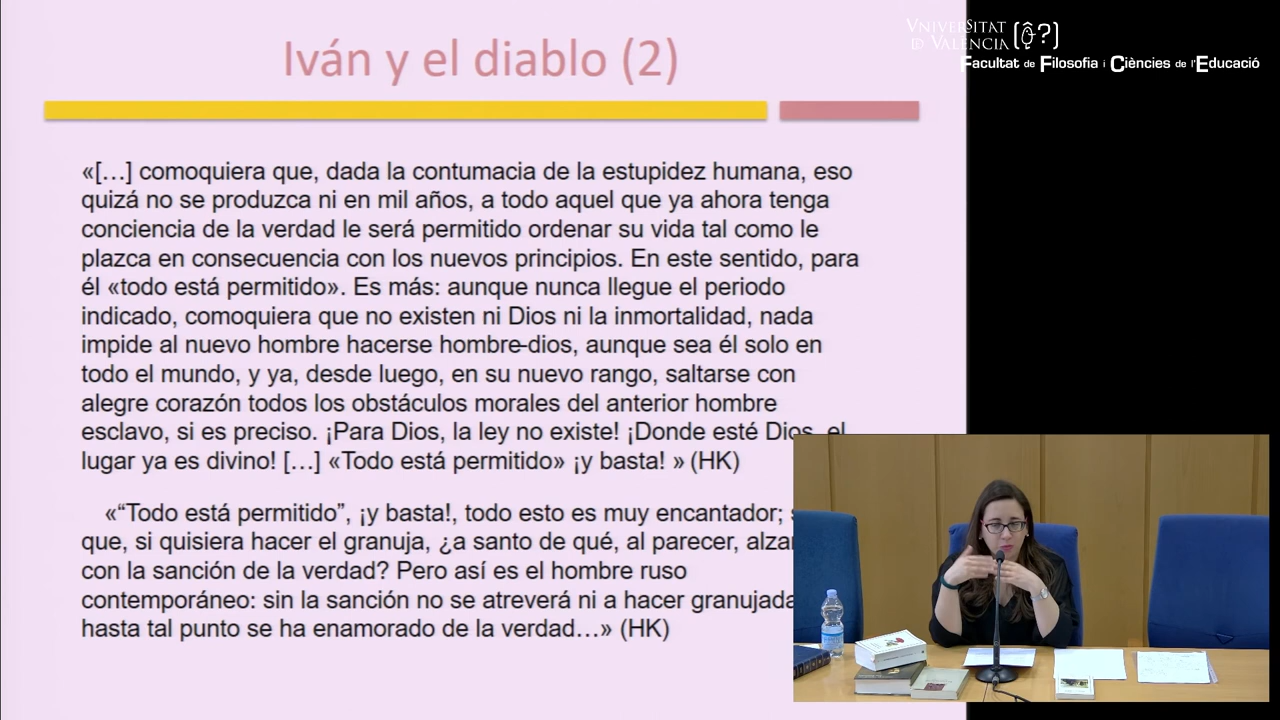 Iván y el diablo (2)
VNIVERSITAT
ID VALÈNCIA
Facultat de Filosofia i Ciències de l'Educació
«[…] comoquiera que, dada la contumacia de la estupidez humana, eso
quizá no se produzca ni en mil años, a todo aquel que ya ahora tenga
conciencia de la verdad le será permitido ordenar su vida tal como le
plazca en consecuencia con los nuevos principios. En este sentido, para
él «todo está permitido». Es más: aunque nunca llegue el periodo
indicado, comoquiera que no existen ni Dios ni la inmortalidad, nada
impide al nuevo hombre hacerse hombre-dios, aunque sea él solo en
todo el mundo, y ya, desde luego, en su nuevo rango, saltarse con
alegre corazón todos los obstáculos morales del anterior hombre
esclavo, si es preciso. ¡Para Dios, la ley no existe! ¡Donde esté Dios, el
lugar ya es divino! […] «Todo está permitido» ¡y basta! » (HK)
«“Todo está permitido”, ¡y basta!, todo esto es muy encantador;
que, si quisiera hacer el granuja, ¿a santo de qué, al parecer,
con la sanción de la verdad? Pero así es el hombre ruso
contemporáneo: sin la sanción no se atreverá ni a hacer
hasta tal punto se ha enamorado de la verdad…» (HK)